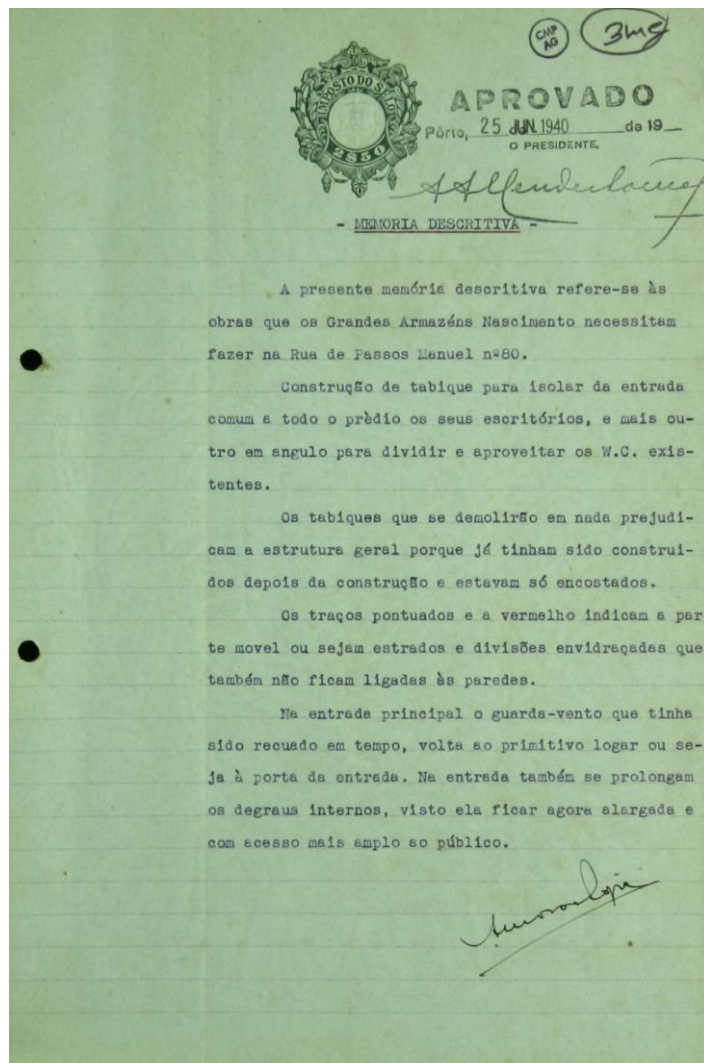 CMP
AG
3mg
IMPOSTO DO SELO
2$50
APROVADO
Pôrto, 25 JUN. 1940 de 19
O PRESIDENTE,
- MEMORIA DESCRITIVA -
A presente memória descritiva refere-se às
obras que os Grandes Armazéns Nascimento necessitam
fazer na Rua de Passos Manuel nº80.
Construção de tabique para isolar da entrada
comum a todo o prèdio os seus escritórios, e mais ou-
tro em angulo para dividir e aproveitar os W.C. exis-
tentes.
Os tabiques que se demolirão em nada prejudi-
cam a estrutura geral porque já tinham sido construi-
dos depois da construção e estavam só encostados.
Os traços pontuados e a vermelho indicam a par
te movel ou sejam estrados e divisões envidraçadas que
também não ficam ligadas às paredes.
Na entrada principal o guarda-vento que tinha
sido recuado em tempo, volta ao primitivo logar ou se-
ja à porta da entrada. Na entrada também se prolongam
os degraus internos, visto ela ficar agora alargada e
com acesso mais amplo ao público.